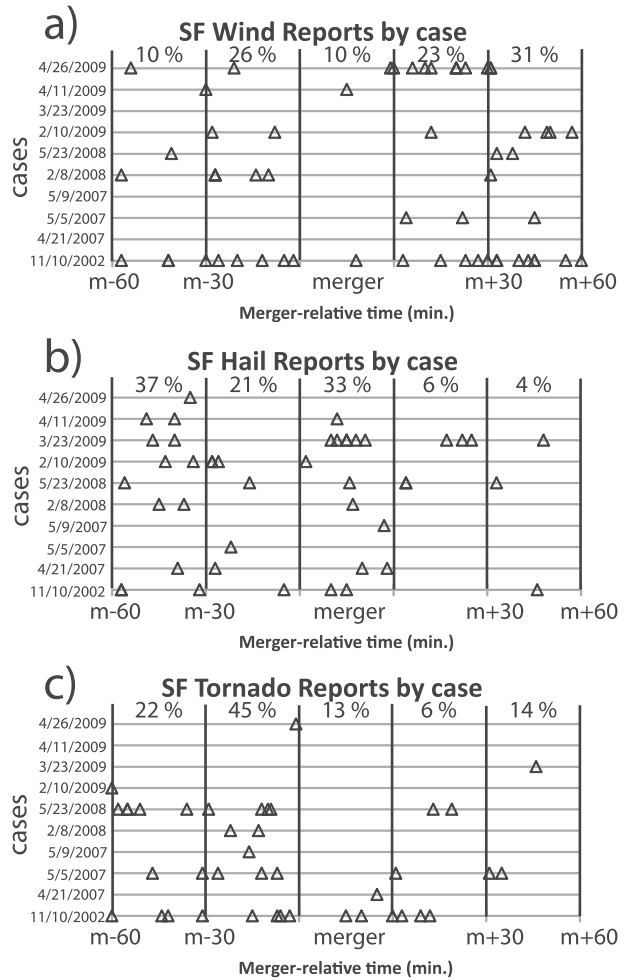 a)
SF Wind Reports by case
10 % 26 % 10 % 23 % 31 %
4/26/2009
4/11/2009
3/23/2009
2/10/2009
5/23/2008
2/8/2008
5/9/2007
5/5/2007
4/21/2007
11/10/2002
cases
m-60 m-30 merger m+30 m+60
Merger-relative time (min.)
b)
SF Hail Reports by case
37 % 21 % 33 % 6 % 4 %
4/26/2009
4/11/2009
3/23/2009
2/10/2009
5/23/2008
2/8/2008
5/9/2007
5/5/2007
4/21/2007
11/10/2002
cases
m-60 m-30 merger m+30 m+60
Merger-relative time (min.)
c)
SF Tornado Reports by case
22 % 45 % 13 % 6 % 14 %
4/26/2009
4/11/2009
3/23/2009
2/10/2009
5/23/2008
2/8/2008
5/9/2007
5/5/2007
4/21/2007
11/10/2002
cases
m-60 m-30 merger m+30 m+60
Merger-relative time (min.)